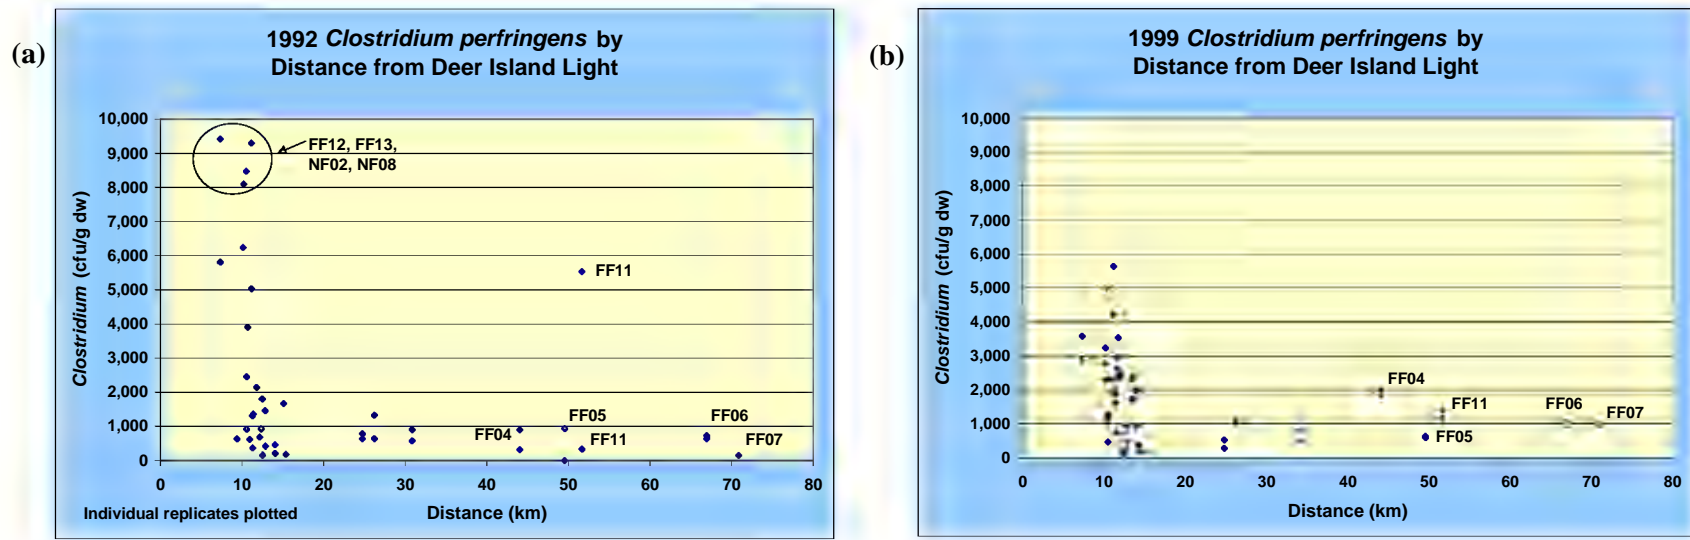 (a)
1992 Clostridium perfringens by
Distance from Deer Island Light
Clostridium (cfu/g dw)
10,000
9,000
8,000
7,000
6,000
5,000
4,000
3,000
2,000
1,000
0
FF12, FF13,
NF02, NF08
FF11
FF05
FF06
FF04
FF11
FF07
0 10 20 30 40 50 60 70 80
Individual replicates plotted
Distance (km)
(b)
1999 Clostridium perfringens by
Distance from Deer Island Light
Clostridium (cfu/g dw)
10,000
9,000
8,000
7,000
6,000
5,000
4,000
3,000
2,000
1,000
0
FF04
FF11
FF06
FF07
FF05
0 10 20 30 40 50 60 70 80
Distance (km)